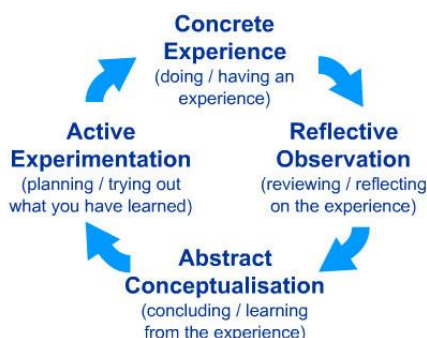 Concrete
Experience
(doing / having an
experience)
Active
Experimentation
(planning / trying out
what you have learned)
Reflective
Observation
(reviewing / reflecting
on the experience)
Abstract
Conceptualisation
(concluding / learning
from the experience)